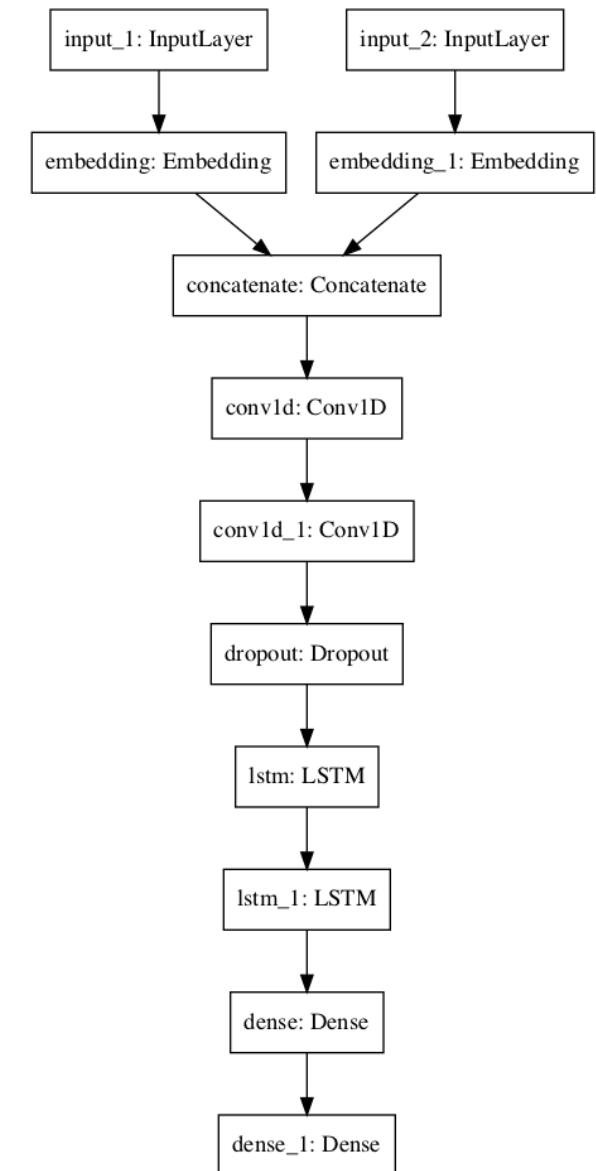 input_1: InputLayer
input_2: InputLayer
embedding: Embedding
embedding_1: Embedding
concatenate: Concatenate
conv1d: Conv1D
conv1d_1: Conv1D
dropout: Dropout
lstm: LSTM
lstm_1: LSTM
dense: Dense
dense_1: Dense